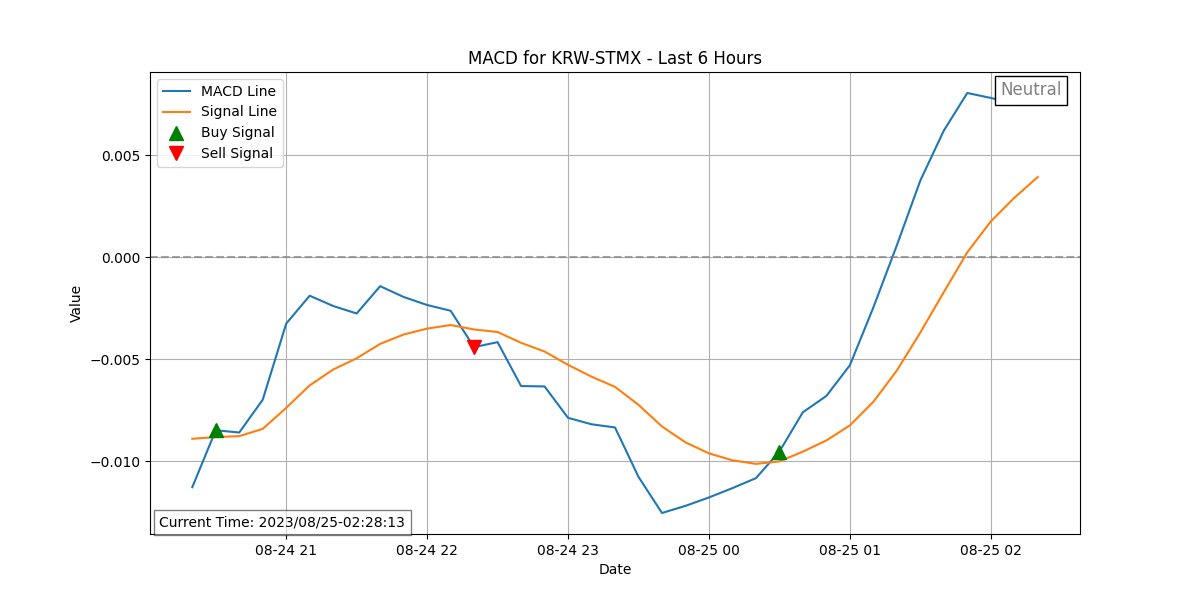 MACD for KRW-STMX - Last 6 Hours
MACD Line
Signal Line
Buy Signal
Sell Signal
Neutral
Value
0.005
0.000
−0.005
−0.010
Current Time: 2023/08/25-02:28:13
08-24 21
08-24 22
08-24 23
08-25 00
08-25 01
08-25 02
Date